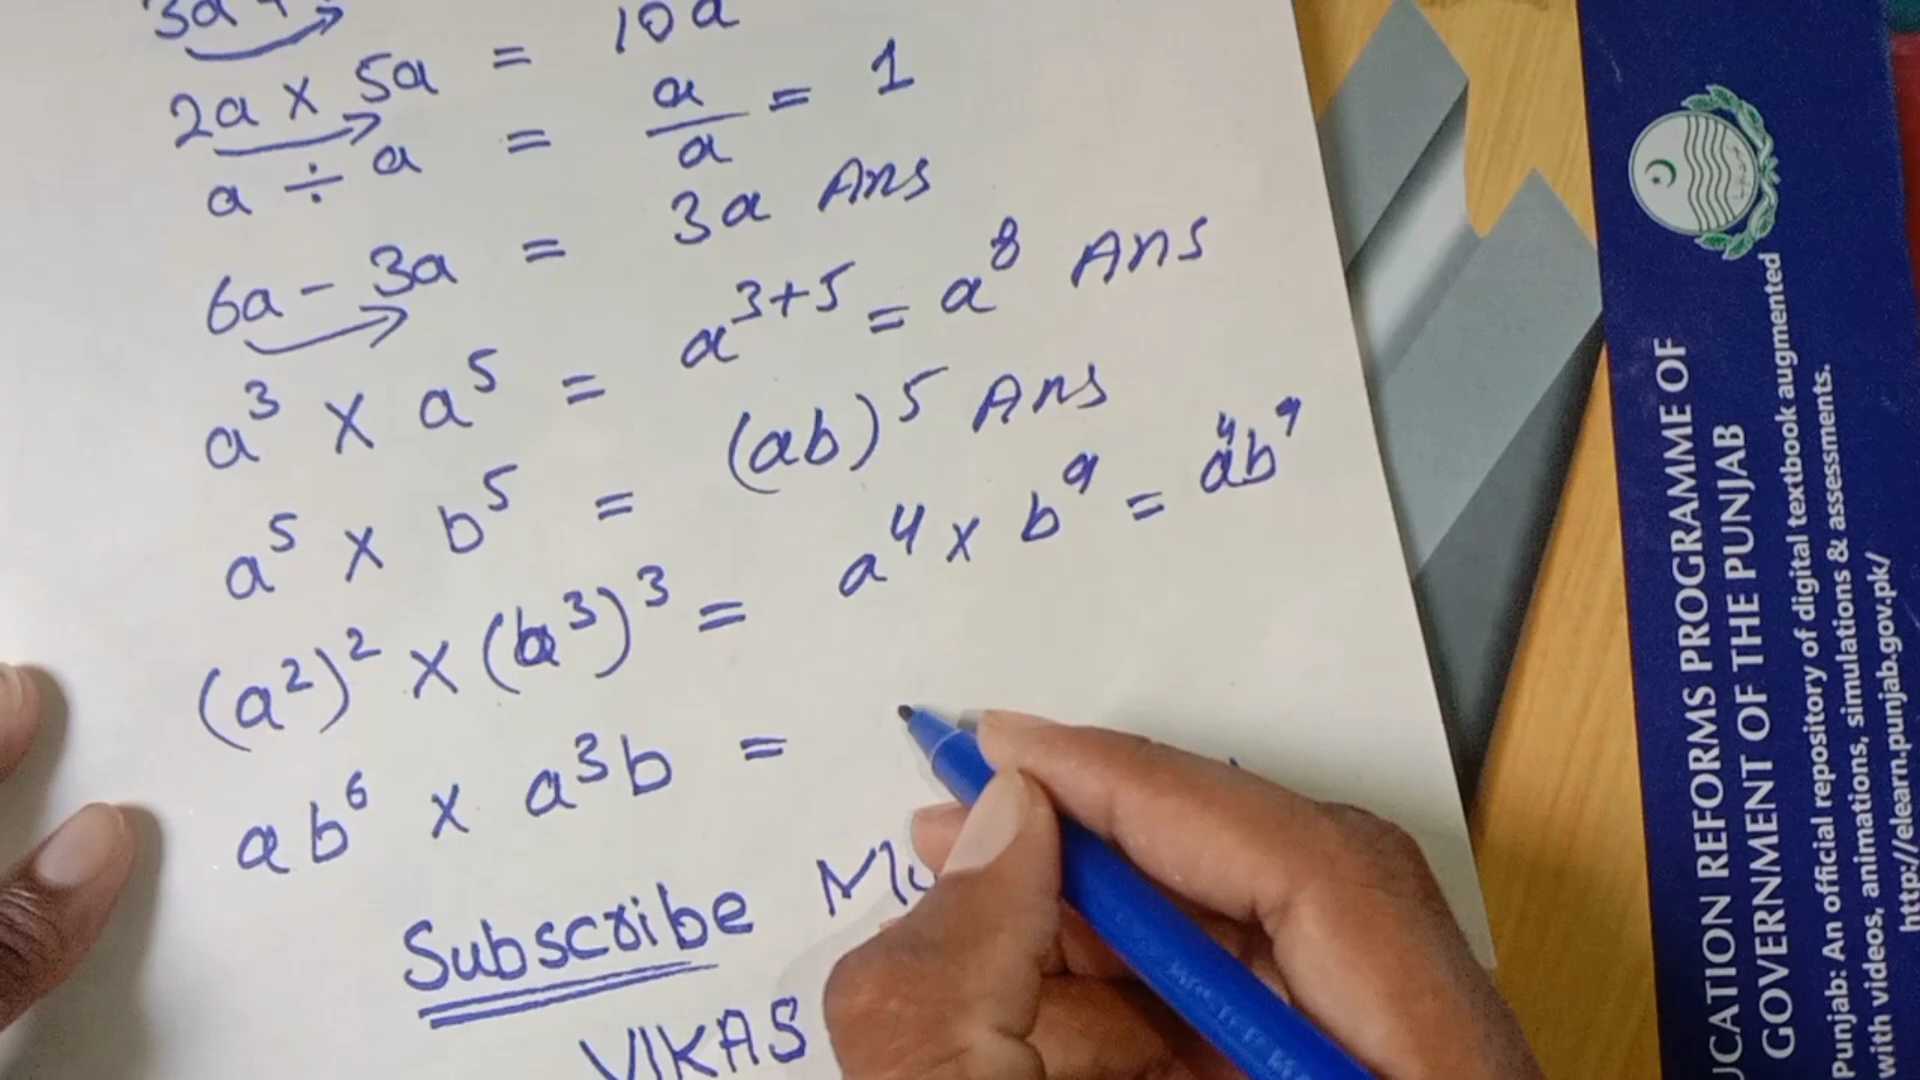 2a × 5a = 10a
a ÷ a = a/a = 1
6a - 3a = 3a Ans
a³ × a⁵ = a³⁺⁵ = a⁸ Ans
a⁵ × b⁵ = (ab)⁵ Ans
(a²)² × (b³)³ = a⁴ × b⁹ = a⁴b⁹
ab⁶ × a³b =
Subscribe
VIKAS
UCATION REFORMS PROGRAMME OF
GOVERNMENT OF THE PUNJAB
Punjab: An official repository of digital textbook augmented
with videos, animations, simulations & assessments.
http://elearn.punjab.gov.pk/